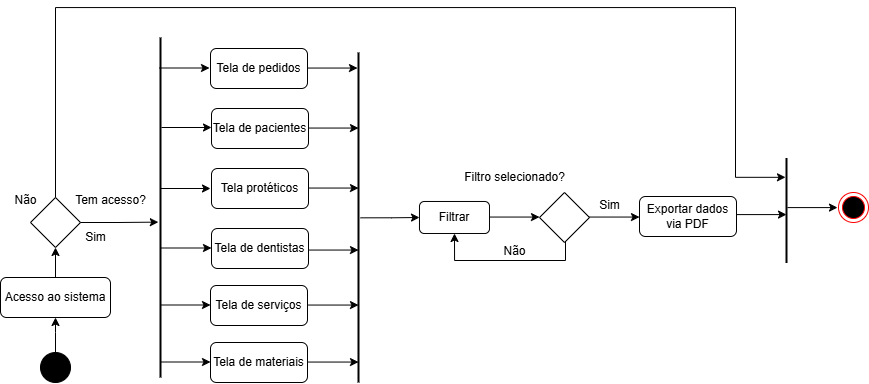 Tela de pedidos
Tela de pacientes
Filtro selecionado?
Não
Tem acesso?
Tela protéticos
Sim
Filtrar
Exportar dados
via PDF
Sim
Tela de dentistas
Não
Acesso ao sistema
Tela de serviços
Tela de materiais